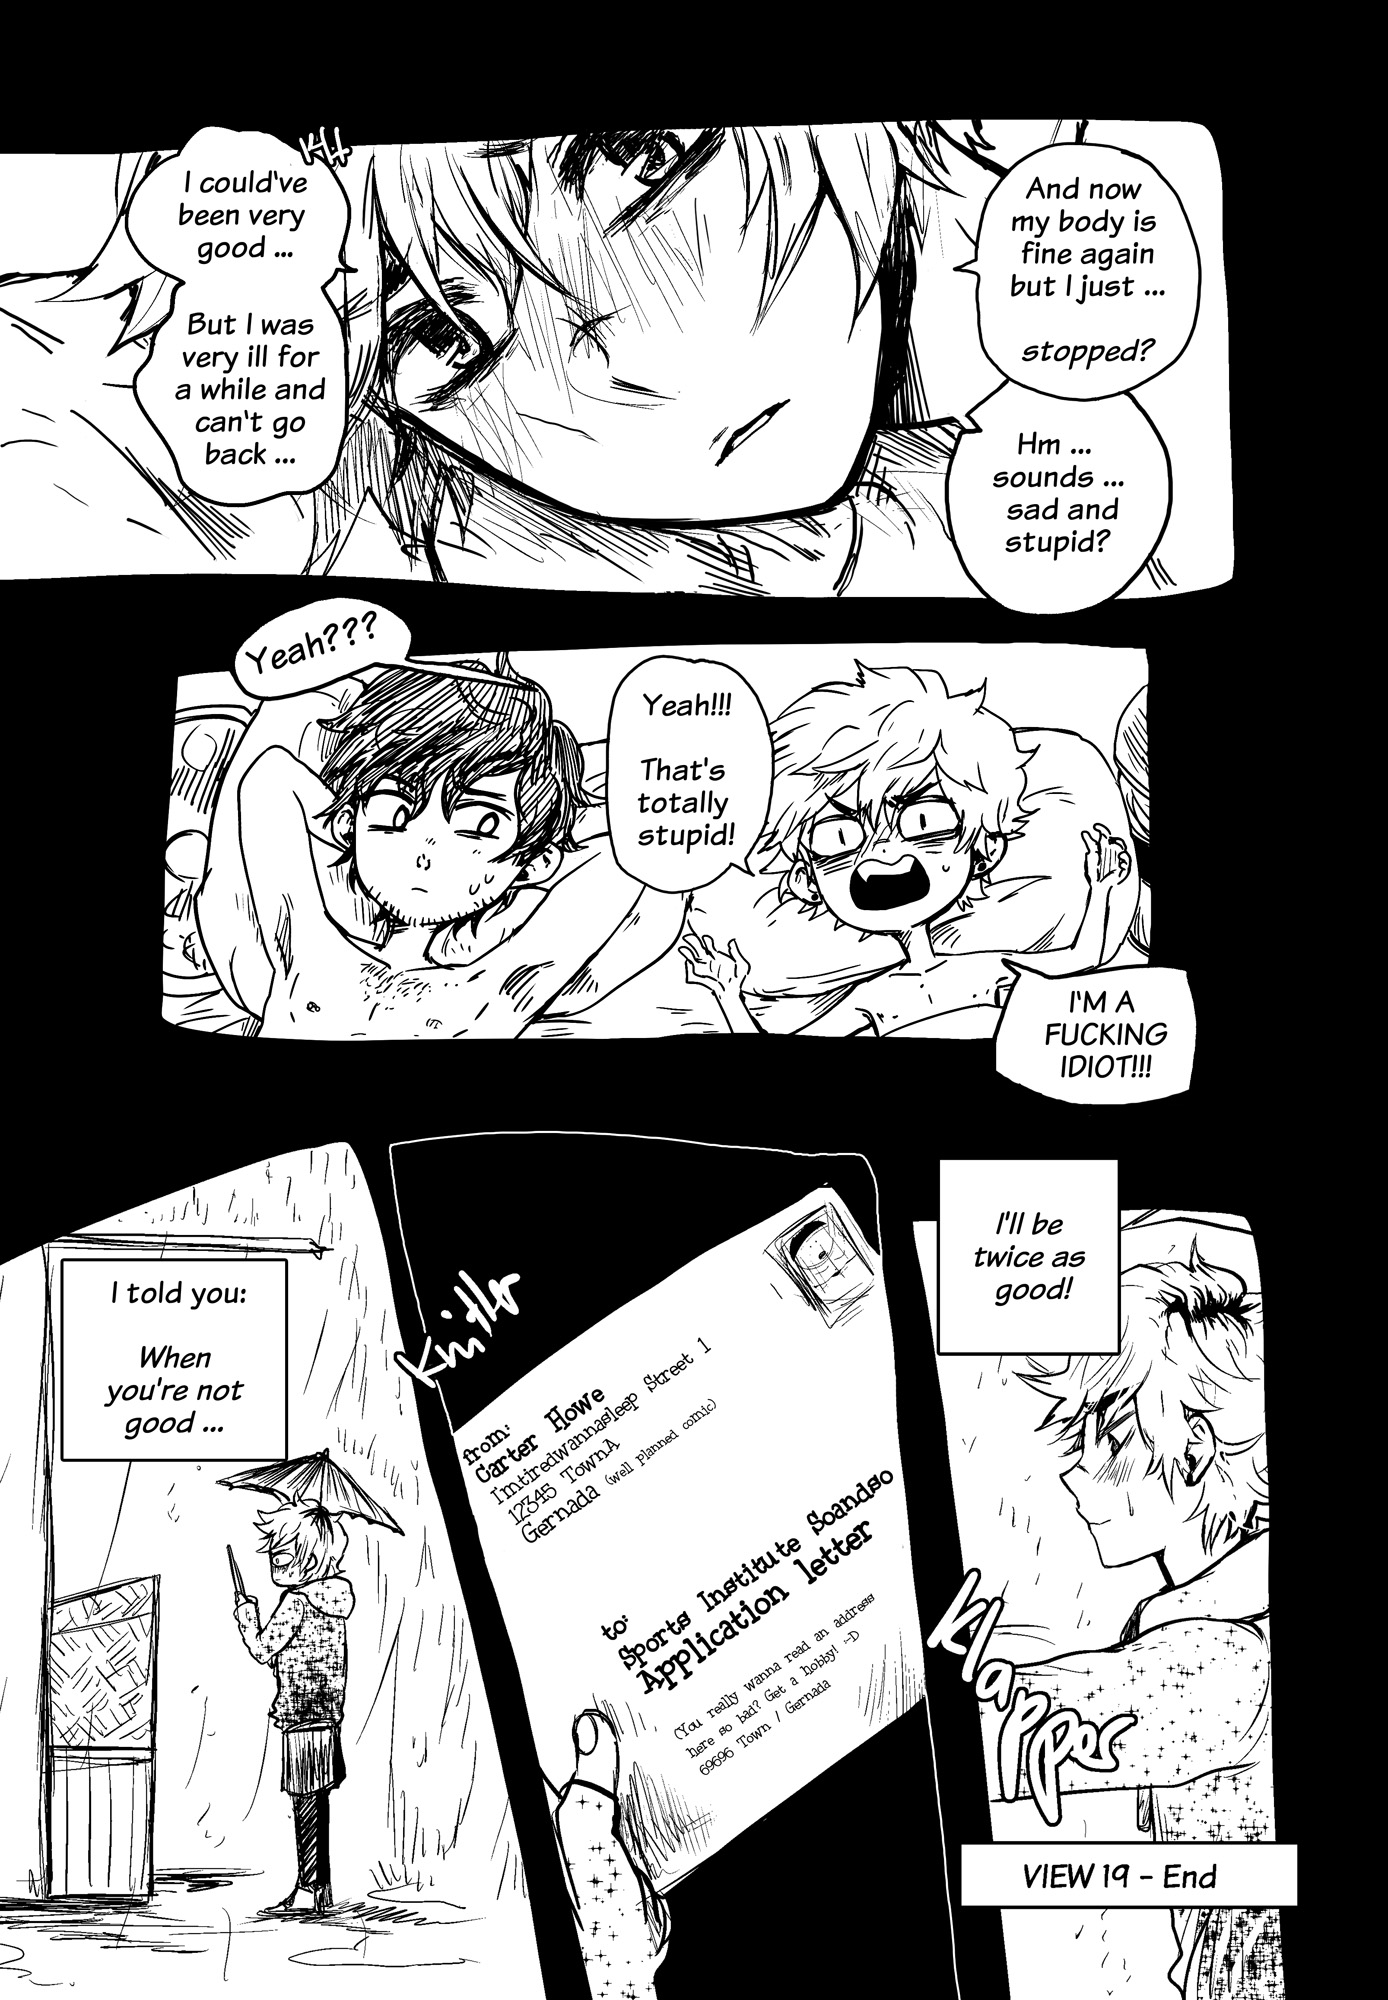 I could've
been very
good ...
But I was
very ill for
a while and
can't go
back ...
And now
my body is
fine again
but I just ...
stopped?
Hm ...
sounds ...
sad and
stupid?
Yeah???
Yeah!!!
That's
totally
stupid!
I'M A
FUCKING
IDIOT!!!
I told you:
When
you're not
good ...
Knitter
from:
Carter Howe
Imtiredwannasleep Street 1
12345 TownA
Gernada (well planned comic)
to:
Sports Institute Soandso
Application letter
(You really wanna read an address
here so bad? Get a hobby! :-D
69696 Town / Gernada
I'll be
twice as
good!
Klapper
VIEW 19 - End